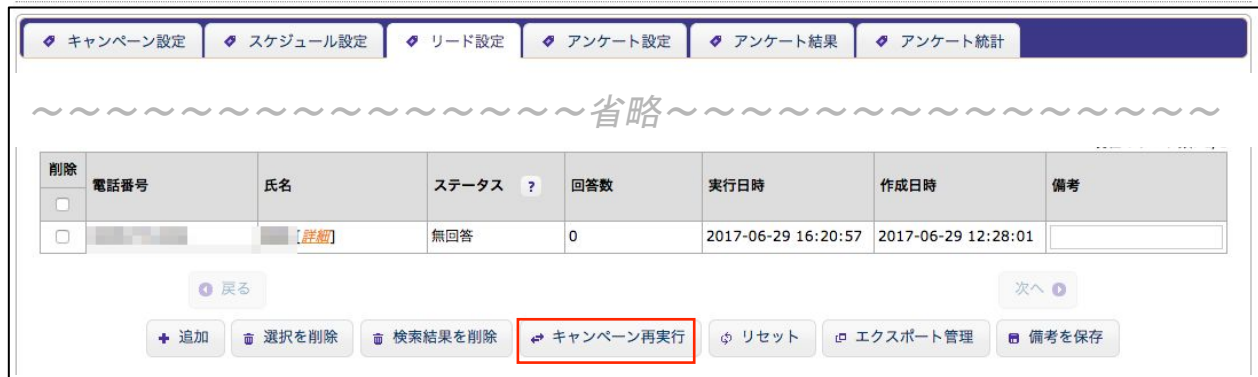 キャンペーン設定 スケジュール設定 リード設定 アンケート設定 アンケート結果 アンケート統計
～～～～～～～～～～～～～～～省略～～～～～～～～～～～～～～～
削除 電話番号 氏名 ステータス ? 回答数 実行日時 作成日時 備考
[詳細] 無回答 0 2017-06-29 16:20:57 2017-06-29 12:28:01
戻る 次へ
追加 選択を削除 検索結果を削除 キャンペーン再実行 リセット エクスポート管理 備考を保存